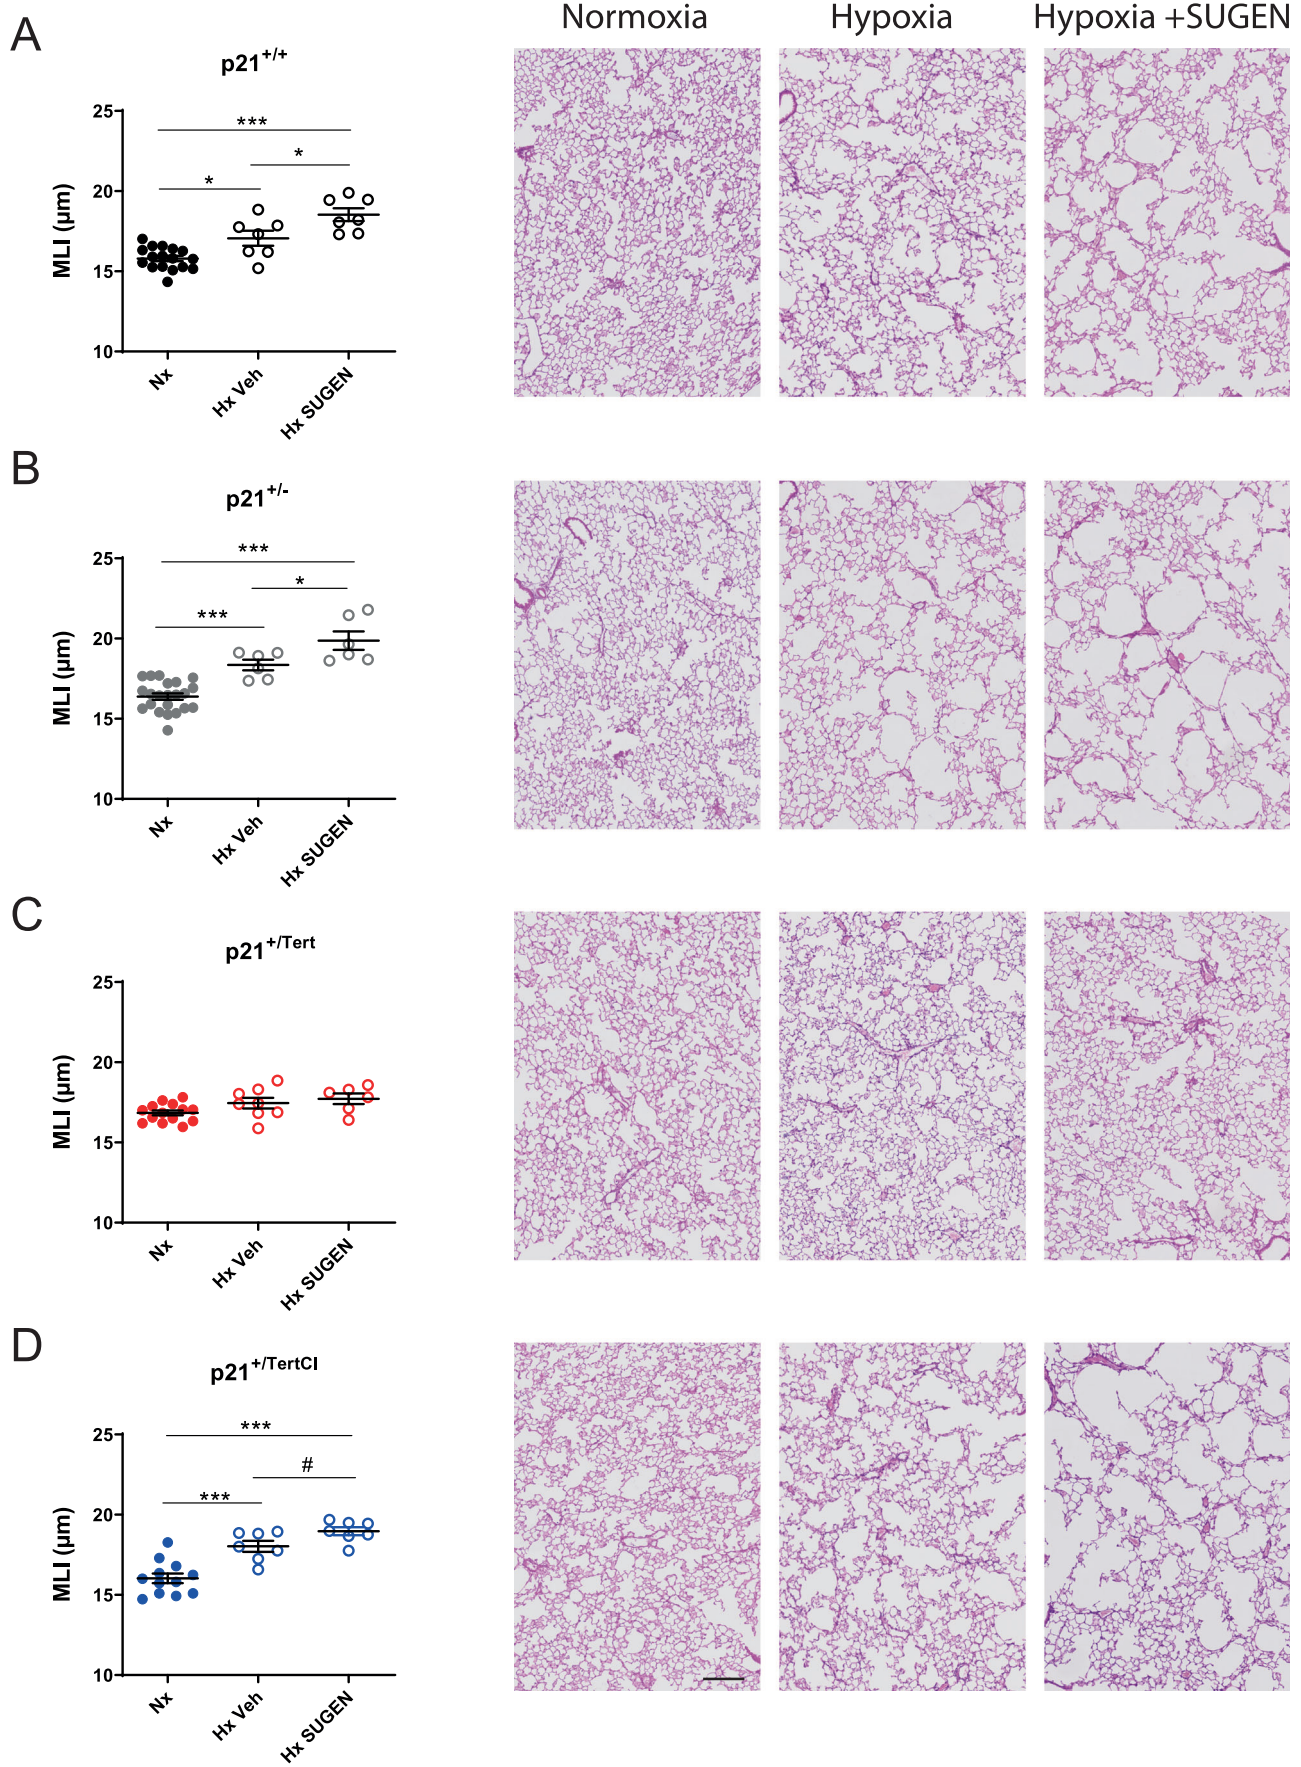 Normoxia Hypoxia Hypoxia +SUGEN
A
p21+/+
MLI (µm)
25
20
15
10
***
*
*
Nx Hx Veh Hx SUGEN
B
p21+/-
MLI (µm)
25
20
15
10
***
*
***
Nx Hx Veh Hx SUGEN
C
p21+/Tert
MLI (µm)
25
20
15
10
Nx Hx Veh Hx SUGEN
D
p21+/TertCI
MLI (µm)
25
20
15
10
***
#
***
Nx Hx Veh Hx SUGEN